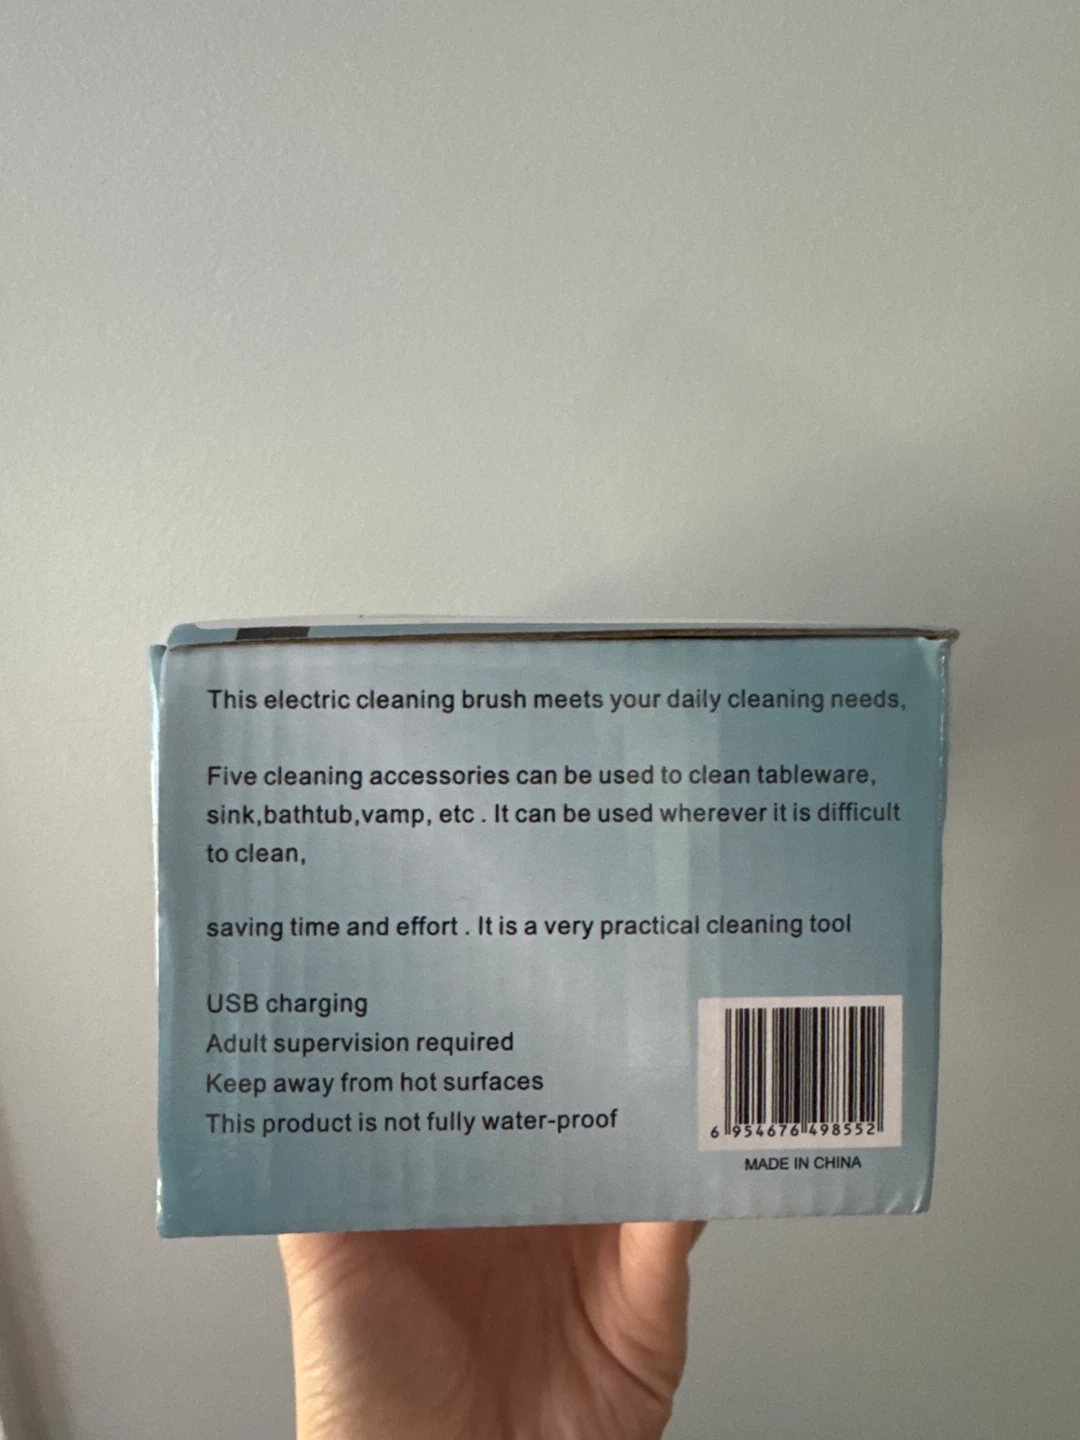 This electric cleaning brush meets your daily cleaning needs,
Five cleaning accessories can be used to clean tableware,
sink,bathtub,vamp, etc . It can be used wherever it is difficult
to clean,
saving time and effort . It is a very practical cleaning tool
USB charging
Adult supervision required
Keep away from hot surfaces
This product is not fully water-proof
6 954676 498552
MADE IN CHINA